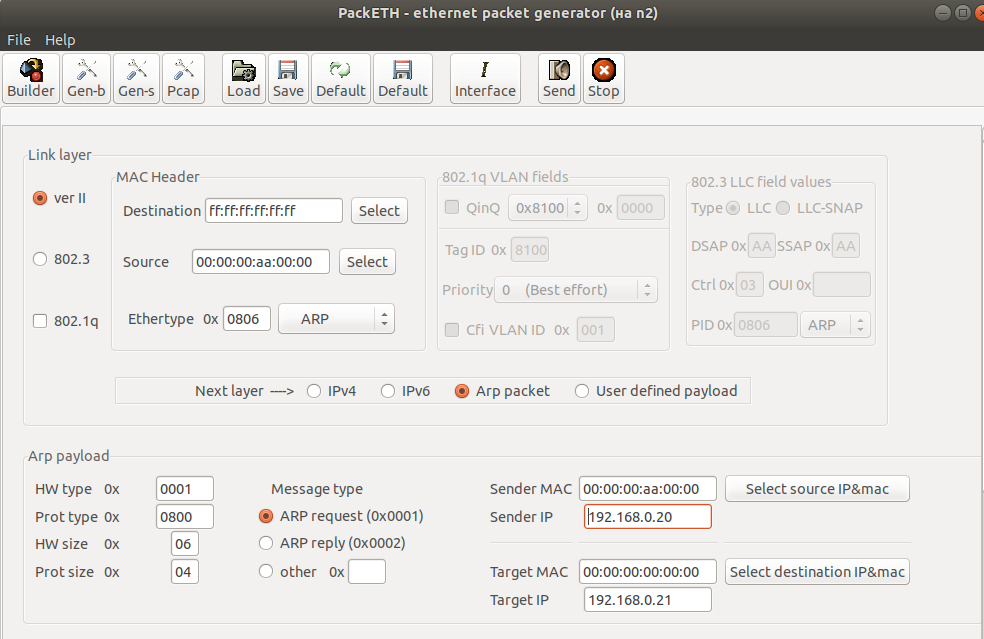 PackETH - ethernet packet generator (на n2)
File Help
Builder Gen-b Gen-s Pcap Load Save Default Default Interface Send Stop
Link layer
MAC Header
802.1q VLAN fields
802.3 LLC field values
ver II
Destination ff:ff:ff:ff:ff:ff Select
QinQ 0x8100 0x 0000
Type LLC LLC-SNAP
Tag ID 0x 8100
DSAP 0x AA SSAP 0x AA
802.3
Source 00:00:00:aa:00:00 Select
Priority 0 (Best effort)
Ctrl 0x 03 OUI 0x
802.1q
Ethertype 0x 0806 ARP
Cfi VLAN ID 0x 001
PID 0x 0806 ARP
Next layer ----> IPv4 IPv6 Arp packet User defined payload
Arp payload
HW type 0x 0001 Message type Sender MAC 00:00:00:aa:00:00 Select source IP&mac
Prot type 0x 0800 ARP request (0x0001) Sender IP 192.168.0.20
HW size 0x 06 ARP reply (0x0002)
Prot size 0x 04 other 0x Target MAC 00:00:00:00:00:00 Select destination IP&mac
Target IP 192.168.0.21